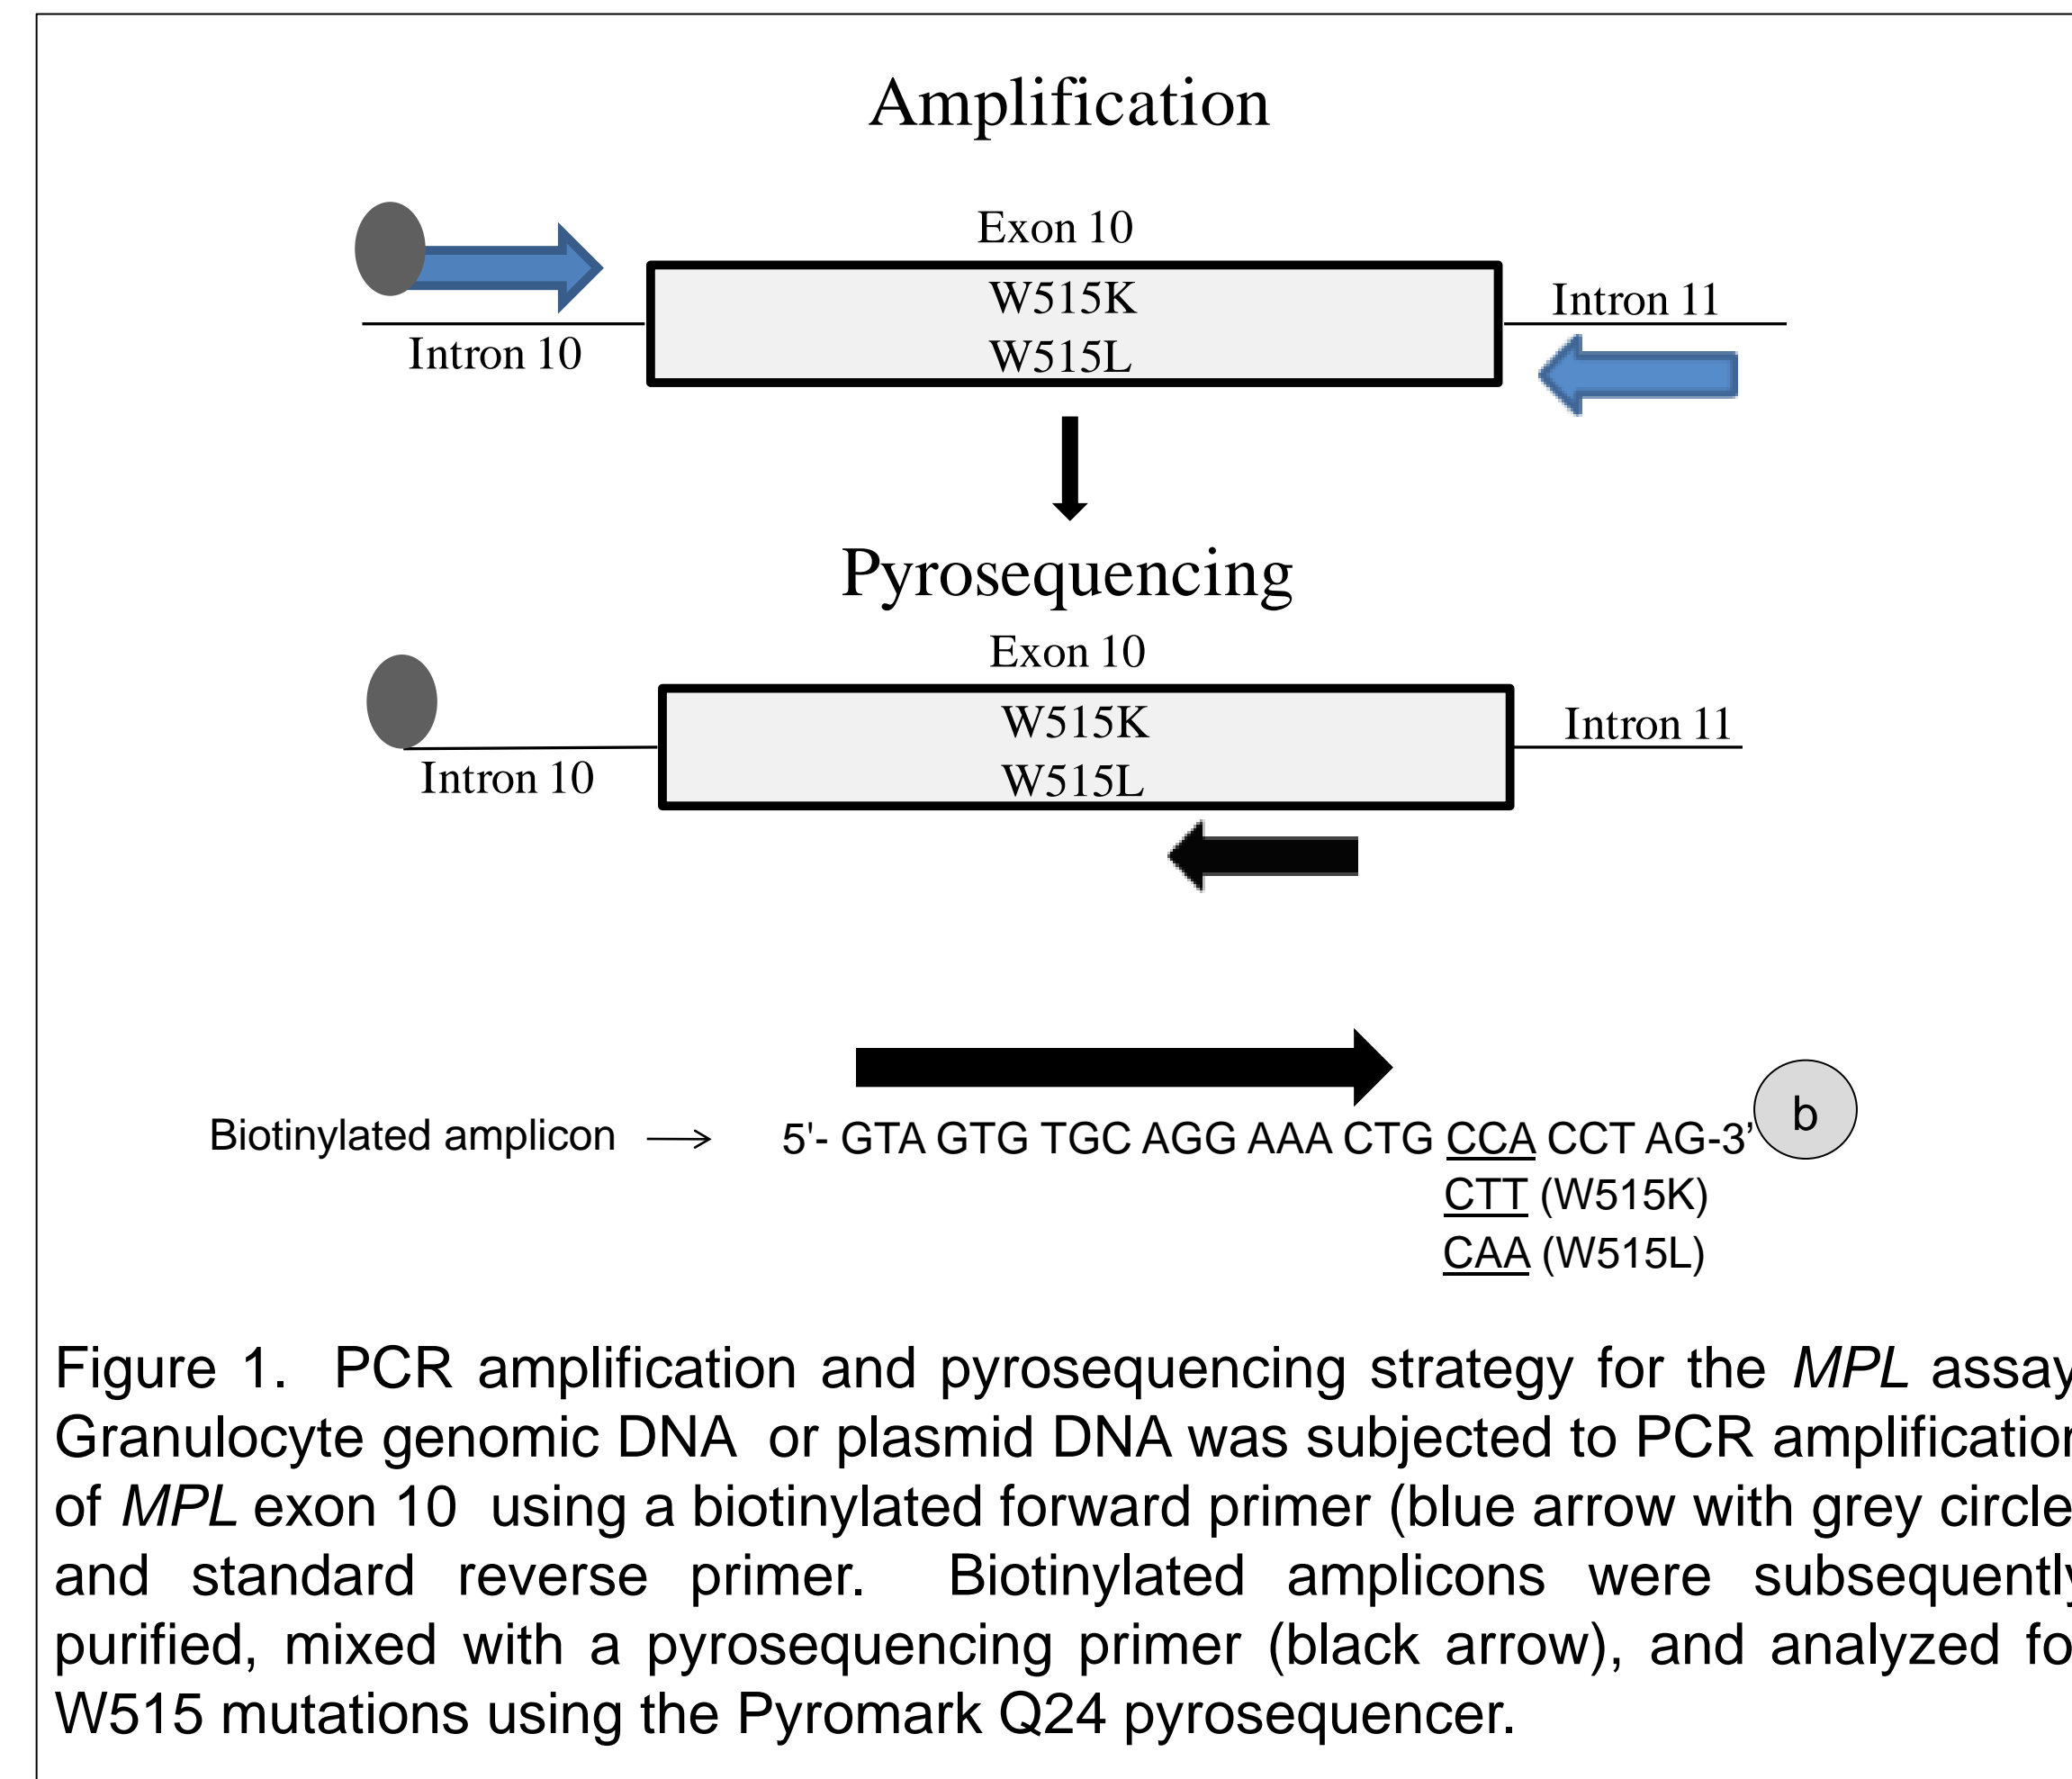 Amplification
Exon 10
W515K
W515L
Intron 10
Intron 11
Pyrosequencing
Exon 10
W515K
W515L
Intron 10
Intron 11
Biotinylated amplicon → 5'- GTA GTG TGC AGG AAA CTG CCA CCT AG-3’ b
CTT (W515K)
CAA (W515L)
Figure 1. PCR amplification and pyrosequencing strategy for the MPL assay
Granulocyte genomic DNA or plasmid DNA was subjected to PCR amplification
of MPL exon 10 using a biotinylated forward primer (blue arrow with grey circle
and standard reverse primer. Biotinylated amplicons were subsequently
purified, mixed with a pyrosequencing primer (black arrow), and analyzed for
W515 mutations using the Pyromark Q24 pyrosequencer.